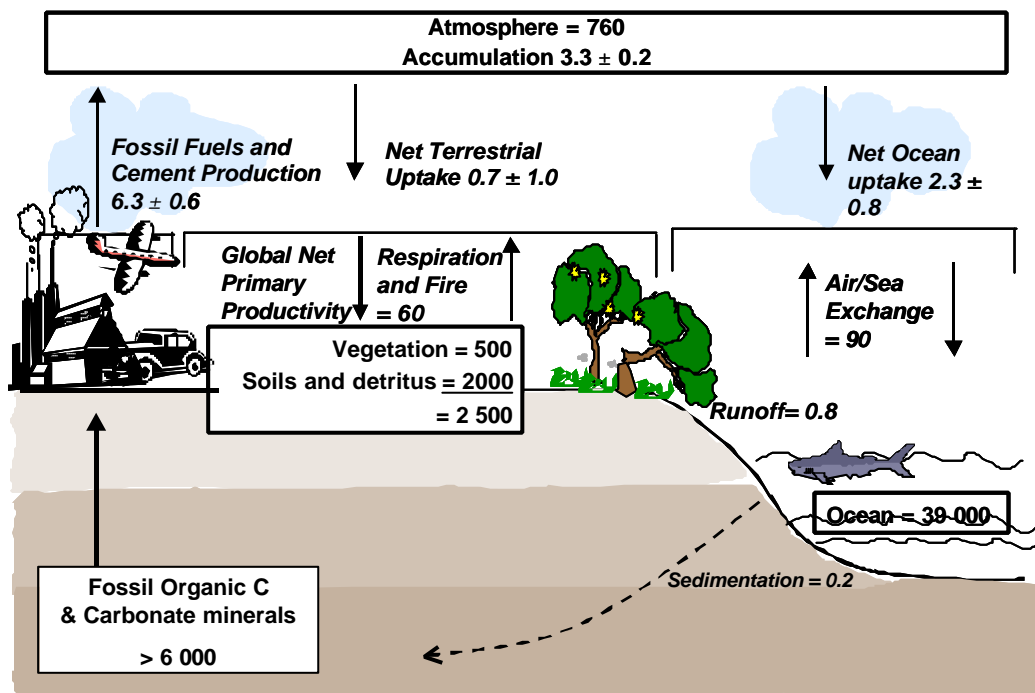 Atmosphere = 760
Accumulation 3.3 ± 0.2
Fossil Fuels and
Cement Production
6.3 ± 0.6
Net Terrestrial
Uptake 0.7 ± 1.0
Net Ocean
uptake 2.3 ±
0.8
Global Net
Primary
Productivity
Respiration
and Fire
= 60
Air/Sea
Exchange
= 90
Vegetation = 500
Soils and detritus = 2000
= 2 500
Runoff= 0.8
Ocean = 39 000
Sedimentation = 0.2
Fossil Organic C
& Carbonate minerals
> 6 000